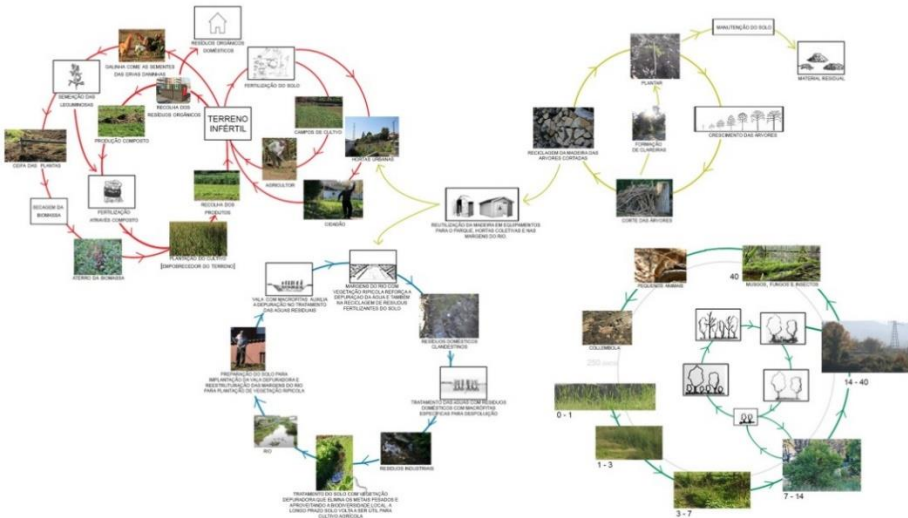 RESÍDUOS ORGÂNICOS
DOMÉSTICOS
GALINHA COME AS SEMENTES
DAS ERVAS DANINHAS
SEMEAÇÃO DAS
LEGUMINOSAS
RECOLHA DOS
RESÍDUOS ORGÂNICOS
PRODUÇÃO COMPOSTO
CEIFA DAS PLANTAS
SECAGEM DA
BIOMASSA
FERTILIZAÇÃO
ATRAVÉS COMPOSTO
ATERRO DA BIOMASSA
PLANTAÇÃO DO CULTIVO
[EMPOBRECEDOR DO TERRENO]
RECOLHA DOS
PRODUTOS
TERRENO
INFÉRTIL
FERTILIZAÇÃO DO SOLO
CAMPOS DE CULTIVO
AGRICULTOR
HORTAS URBANAS
CIDADÃO
MANUTENÇÃO DO SOLO
MATERIAL RESIDUAL
PLANTAR
CRESCIMENTO DAS ÁRVORES
FORMAÇÃO
DE CLAREIRAS
RECICLAGEM DA MADEIRA DAS
ÁRVORES CORTADAS
CORTE DAS ÁRVORES
REUTILIZAÇÃO DA MADEIRA EM EQUIPAMENTOS
PARA O PARQUE, HORTAS COLETIVAS E NAS
MARGENS DO RIO.
MARGENS DO RIO COM
VEGETAÇÃO RIPÍCOLA REFORÇA A
DEPURAÇÃO DA ÁGUA E TAMBÉM
NA RECICLAGEM DE RESÍDUOS
FERTILIZANTES DO SOLO
VALA COM MACRÓFITAS: AUXILIA
A DEPURAÇÃO NO TRATAMENTO
DAS ÁGUAS RESIDUAIS
RESÍDUOS DOMÉSTICOS
CLANDESTINOS
TRATAMENTO DAS ÁGUAS COM RESÍDUOS
DOMÉSTICOS COM MACRÓFITAS
ESPECÍFICAS PARA DESPOLUIÇÃO
RESÍDUOS INDUSTRIAIS
TRATAMENTO DO SOLO COM VEGETAÇÃO
DEPURADORA QUE ELIMINA OS METAIS PESADOS E
APROVEITANDO A BIODIVERSIDADE LOCAL. A
LONGO PRAZO SOLO VOLTA A SER ÚTIL PARA
CULTIVO AGRÍCOLA
RIO
PREPARAÇÃO DO SOLO PARA
IMPLANTAÇÃO DA VALA DEPURADORA E
REESTRUTURAÇÃO DAS MARGENS DO RIO
PARA PLANTAÇÃO DE VEGETAÇÃO RIPÍCOLA
PEQUENOS ANIMAIS
40
MUSGOS, FUNGOS E INSECTOS
COLLEMBOLA
250 anos
0 - 1
1 - 3
3 - 7
7 - 14
14 - 40